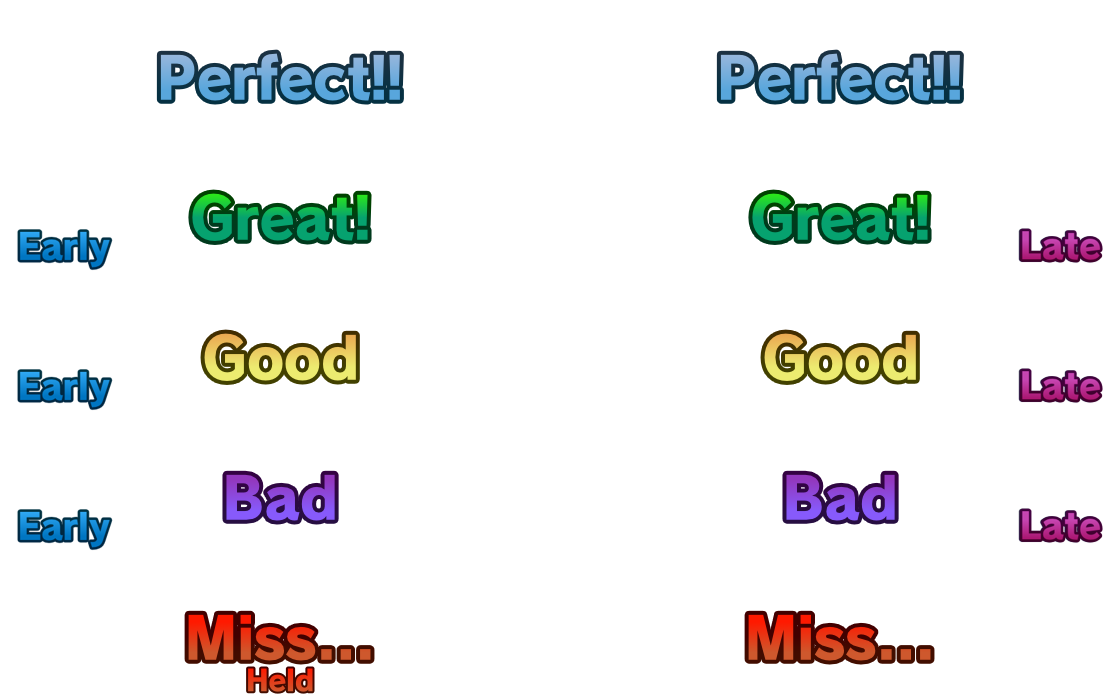 Perfect!! Perfect!!
Great! Great!
Early Late
Good Good
Early Late
Bad Bad
Early Late
Miss... Miss...
Held